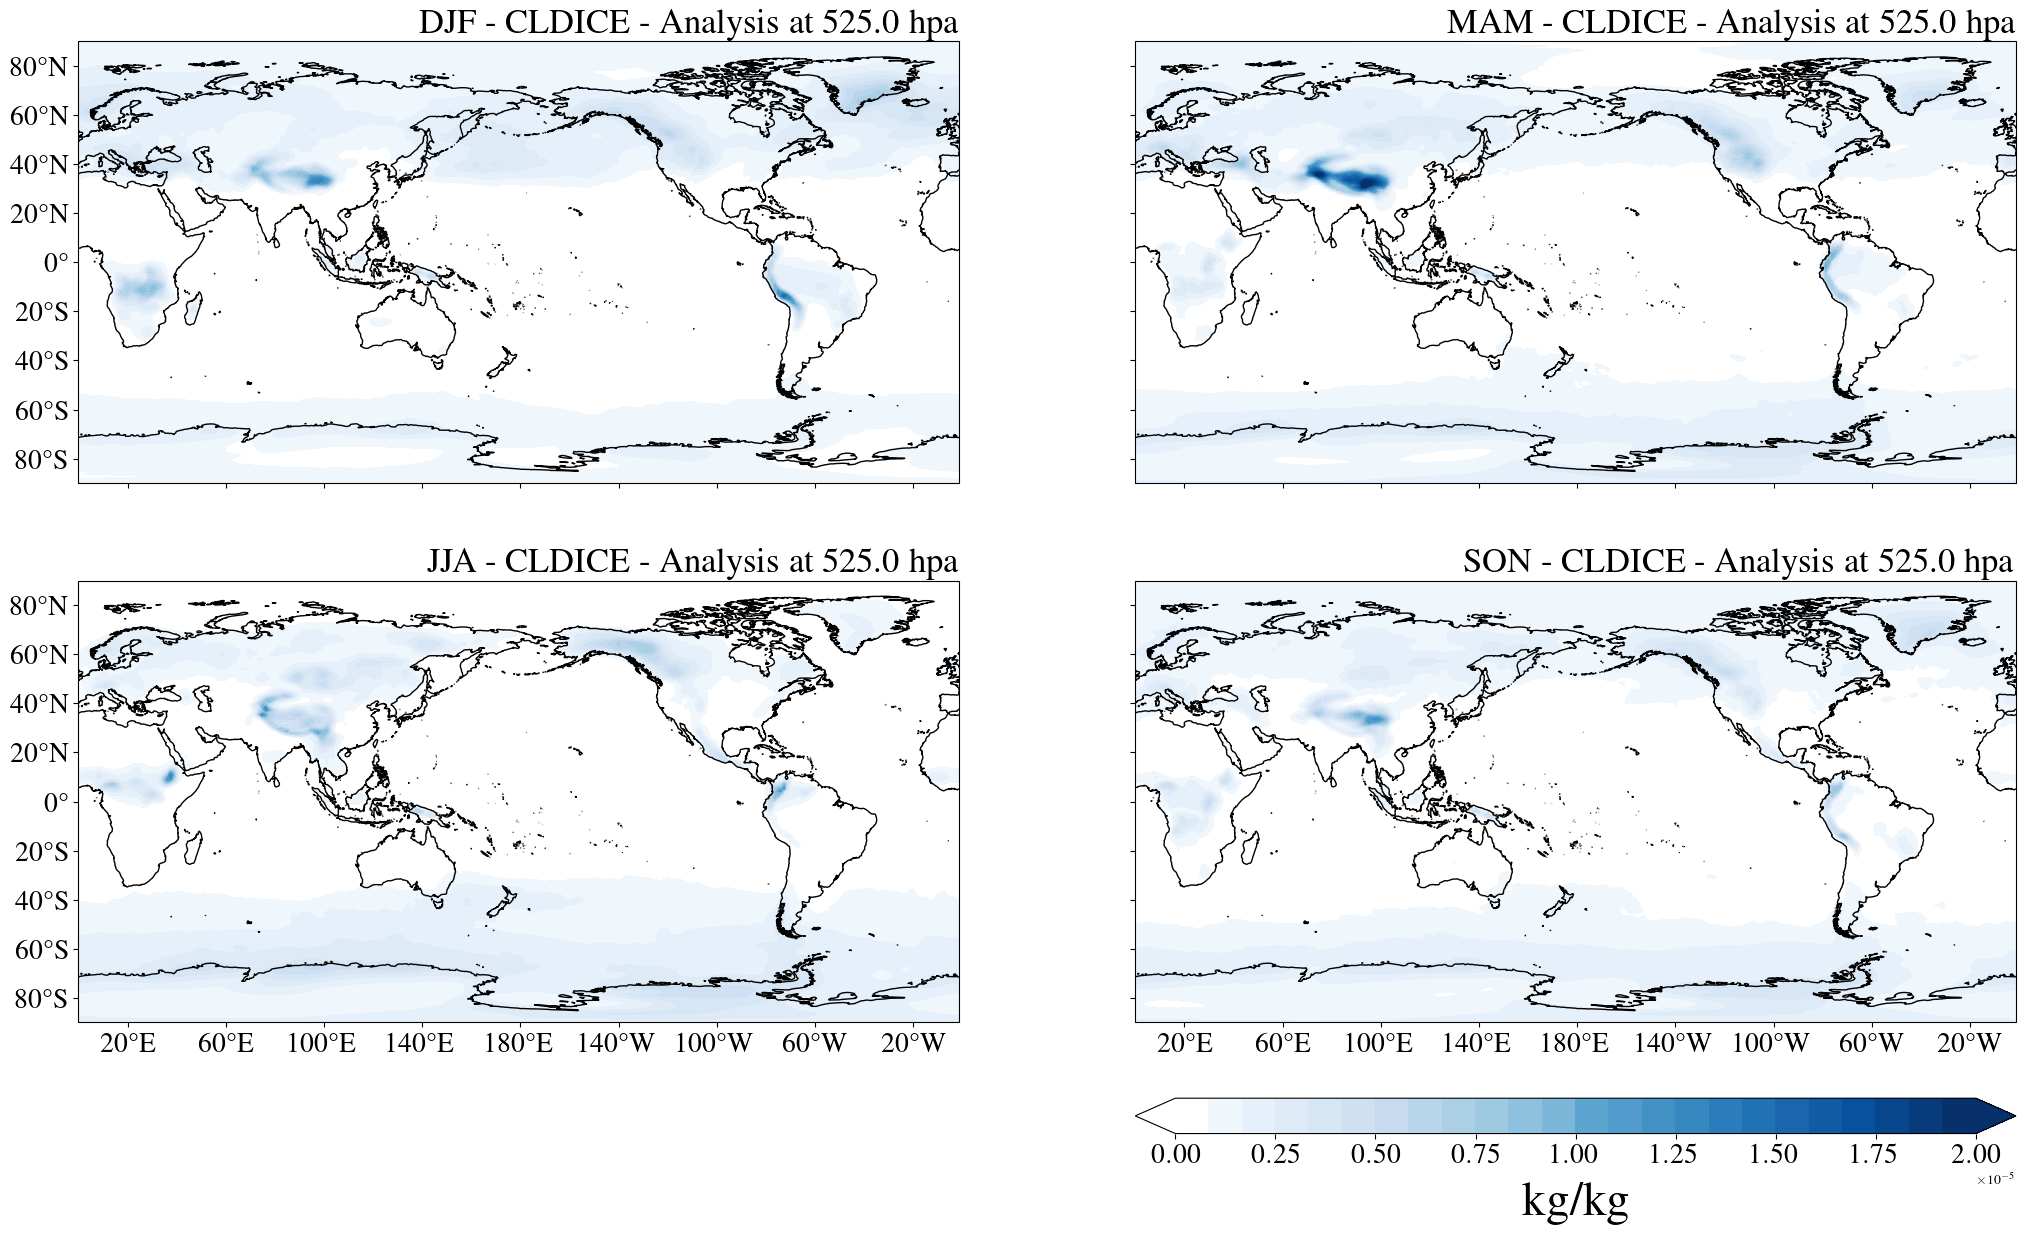 DJF - CLDICE - Analysis at 525.0 hpa
MAM - CLDICE - Analysis at 525.0 hpa
80°N
60°N
40°N
20°N
0°
20°S
40°S
60°S
80°S
JJA - CLDICE - Analysis at 525.0 hpa
SON - CLDICE - Analysis at 525.0 hpa
80°N
60°N
40°N
20°N
0°
20°S
40°S
60°S
80°S
20°E 60°E 100°E 140°E 180°E 140°W 100°W 60°W 20°W
20°E 60°E 100°E 140°E 180°E 140°W 100°W 60°W 20°W
0.00 0.25 0.50 0.75 1.00 1.25 1.50 1.75 2.00
×10⁻⁵
kg/kg